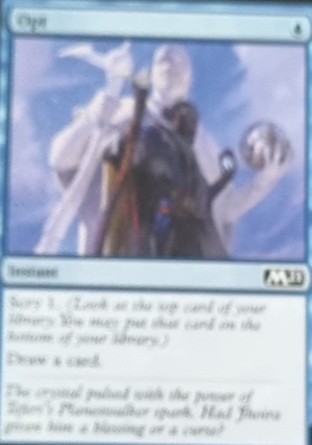 Opt
Instant
M21
Scry 1. (Look at the top card of your
library. You may put that card on the
bottom of your library.)
Draw a card.
The crystal pulsed with the power of
Teferi's Planeswalker spark. Had Jhoira
given him a blessing or a curse?